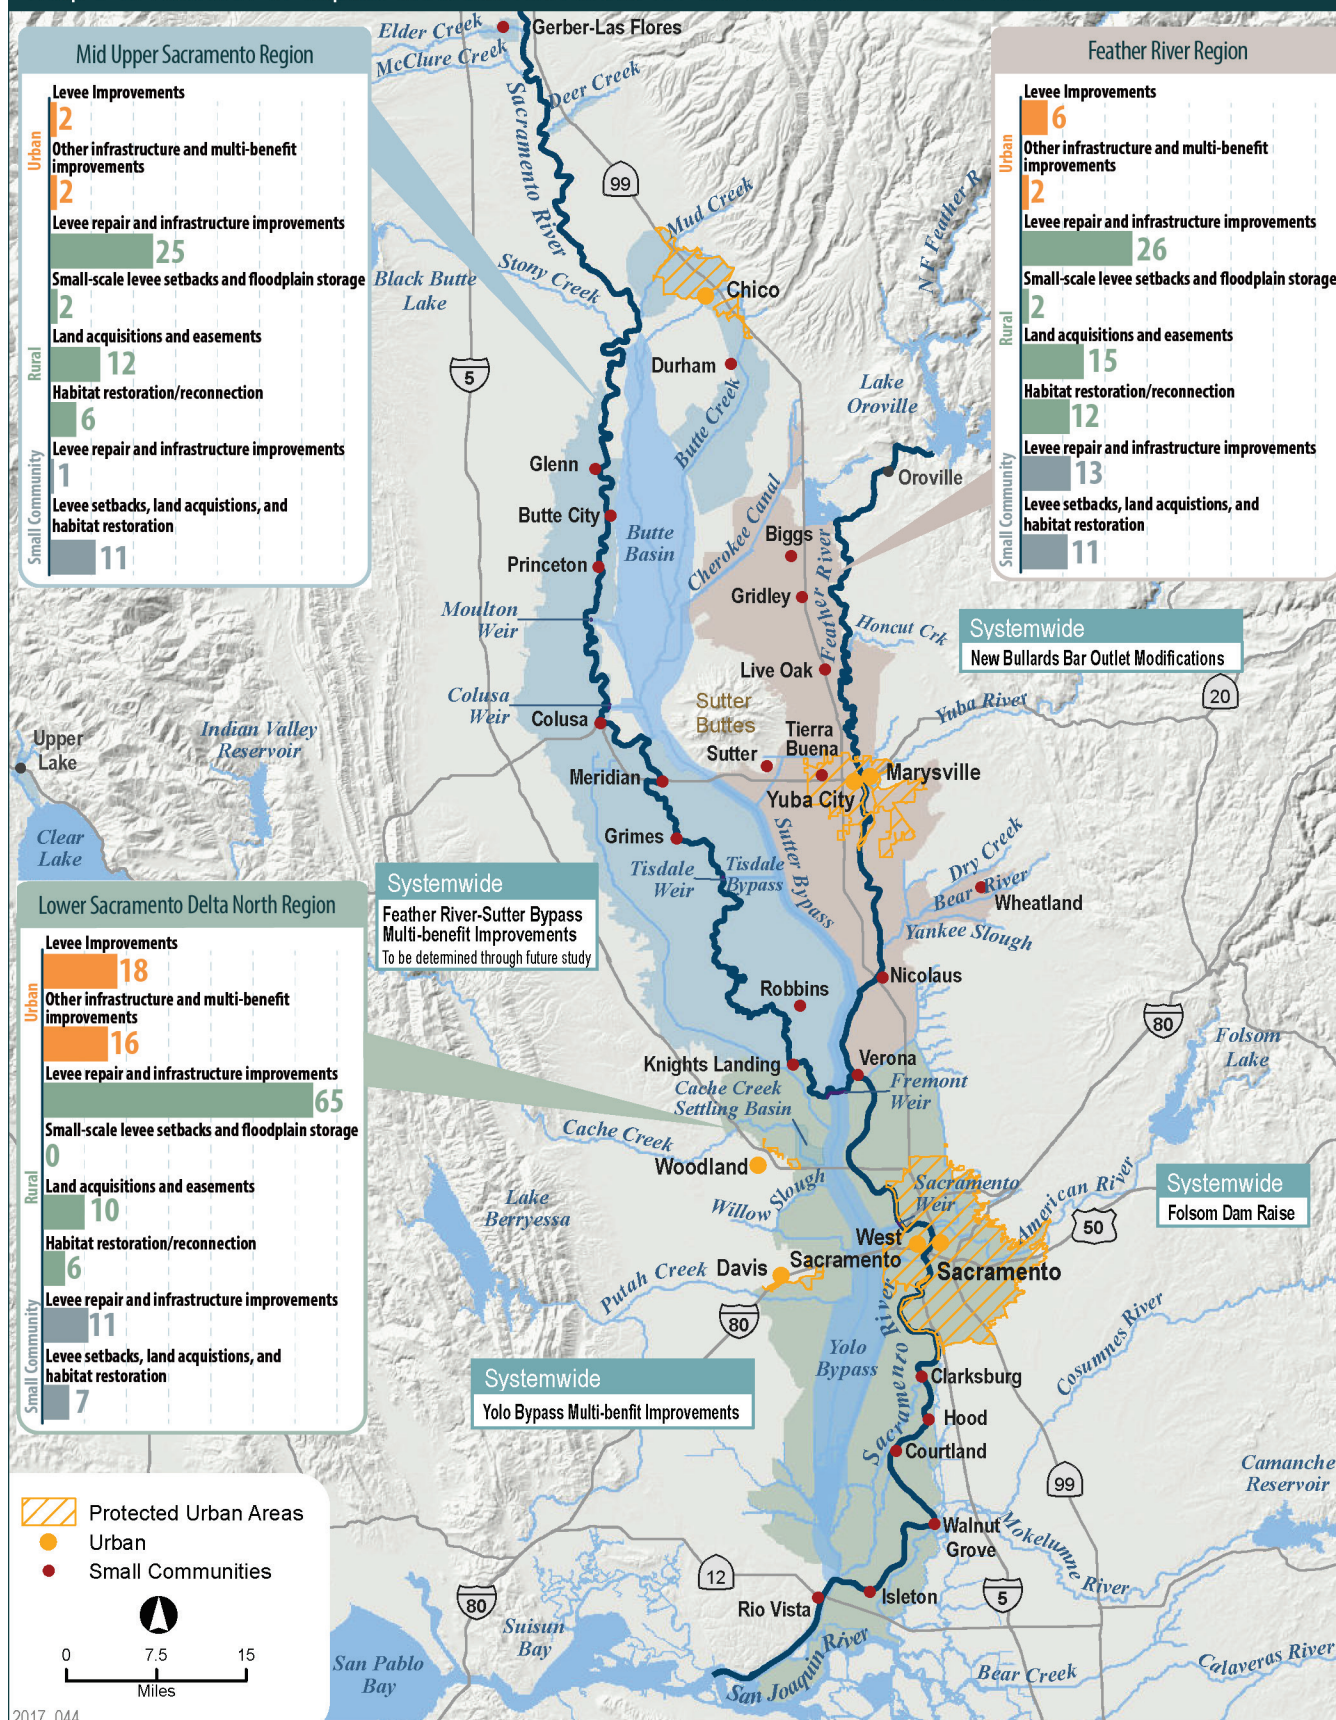 Elder Creek
Gerber-Las Flores
McClure Creek
Deer Creek
Sacramento River
99
Mud Creek
N F Feather R
Mid Upper Sacramento Region
Urban
Levee Improvements
2
Other infrastructure and multi-benefit
improvements
2
Rural
Levee repair and infrastructure improvements
25
Small-scale levee setbacks and floodplain storage
2
Land acquisitions and easements
12
Habitat restoration/reconnection
6
Small Community
Levee repair and infrastructure improvements
1
Levee setbacks, land acquistions, and
habitat restoration
11
Feather River Region
Urban
Levee Improvements
6
Other infrastructure and multi-benefit
improvements
2
Rural
Levee repair and infrastructure improvements
26
Small-scale levee setbacks and floodplain storage
2
Land acquisitions and easements
15
Habitat restoration/reconnection
12
Small Community
Levee repair and infrastructure improvements
13
Levee setbacks, land acquistions, and
habitat restoration
11
Black Butte
Lake
Stony Creek
Chico
5
Durham
Butte Creek
Lake
Oroville
Oroville
Glenn
Butte City
Butte
Basin
Cherokee Canal
Biggs
Feather River
Princeton
Gridley
Moulton
Weir
Honcut Crk
Systemwide
New Bullards Bar Outlet Modifications
Live Oak
Colusa
Weir
Colusa
Sutter
Buttes
Yuba River
20
Upper
Lake
Indian Valley
Reservoir
Tierra
Buena
Sutter
Meridian
Marysville
Yuba City
Clear
Lake
Grimes
Sutter Bypass
Tisdale
Weir
Tisdale
Bypass
Dry Creek
Bear River
Wheatland
Yankee Slough
Systemwide
Feather River-Sutter Bypass
Multi-benefit Improvements
To be determined through future study
Nicolaus
Robbins
80
Folsom
Lake
Lower Sacramento Delta North Region
Urban
Levee Improvements
18
Other infrastructure and multi-benefit
improvements
16
Rural
Levee repair and infrastructure improvements
65
Small-scale levee setbacks and floodplain storage
0
Land acquisitions and easements
10
Habitat restoration/reconnection
6
Small Community
Levee repair and infrastructure improvements
11
Levee setbacks, land acquistions, and
habitat restoration
7
Knights Landing
Verona
Cache Creek
Settling Basin
Fremont
Weir
Cache Creek
Woodland
Willow Slough
Sacramento
Weir
American River
Systemwide
Folsom Dam Raise
50
Lake
Berryessa
West
Sacramento
Davis
Sacramento
Putah Creek
80
Yolo
Bypass
Sacramento River
Cosumnes River
Systemwide
Yolo Bypass Multi-benfit Improvements
Clarksburg
Hood
Courtland
99
Camanche
Reservoir
Walnut
Grove
Mokelumne River
12
Isleton
5
Rio Vista
80
Suisun
Bay
San Pablo
Bay
San Joaquin River
Bear Creek
Calaveras River
Protected Urban Areas
Urban
Small Communities
0
7.5
15
Miles
2017_044